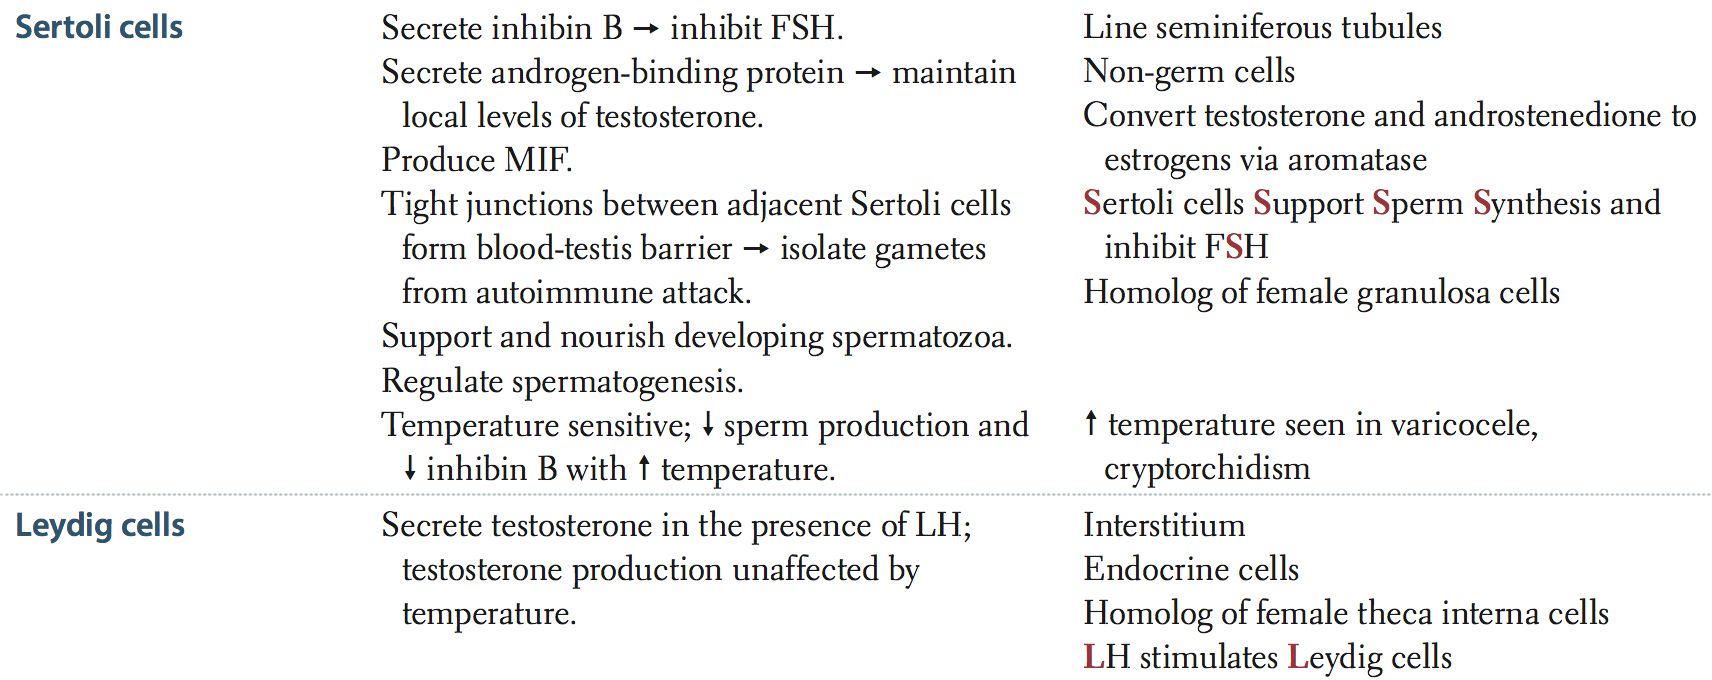 Sertoli cells
Secrete inhibin B → inhibit FSH.
Secrete androgen-binding protein → maintain
local levels of testosterone.
Produce MIF.
Tight junctions between adjacent Sertoli cells
form blood-testis barrier → isolate gametes
from autoimmune attack.
Support and nourish developing spermatozoa.
Regulate spermatogenesis.
Temperature sensitive; ↓ sperm production and
↓ inhibin B with ↑ temperature.
Line seminiferous tubules
Non-germ cells
Convert testosterone and androstenedione to
estrogens via aromatase
Sertoli cells Support Sperm Synthesis and
inhibit FSH
Homolog of female granulosa cells
↑ temperature seen in varicocele,
cryptorchidism
Leydig cells
Secrete testosterone in the presence of LH;
testosterone production unaffected by
temperature.
Interstitium
Endocrine cells
Homolog of female theca interna cells
LH stimulates Leydig cells